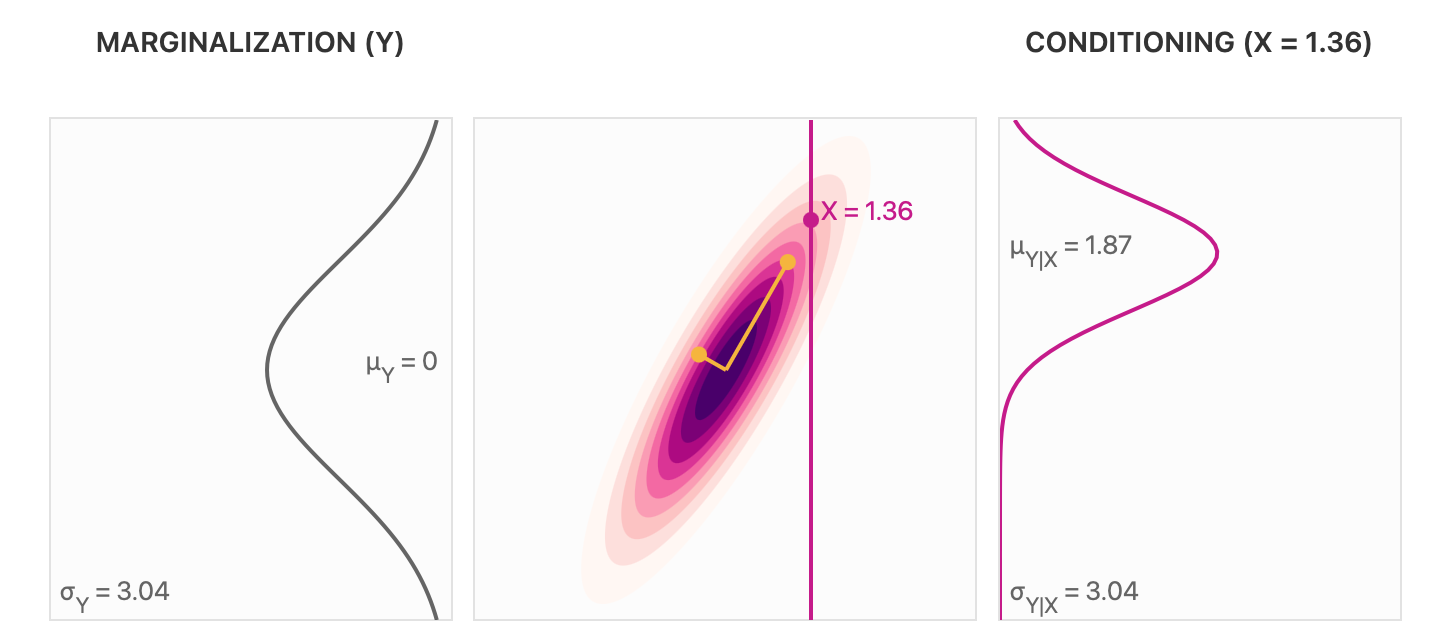 MARGINALIZATION (Y)
CONDITIONING (X = 1.36)
X = 1.36
μY|X = 1.87
μY = 0
σY = 3.04
σY|X = 3.04